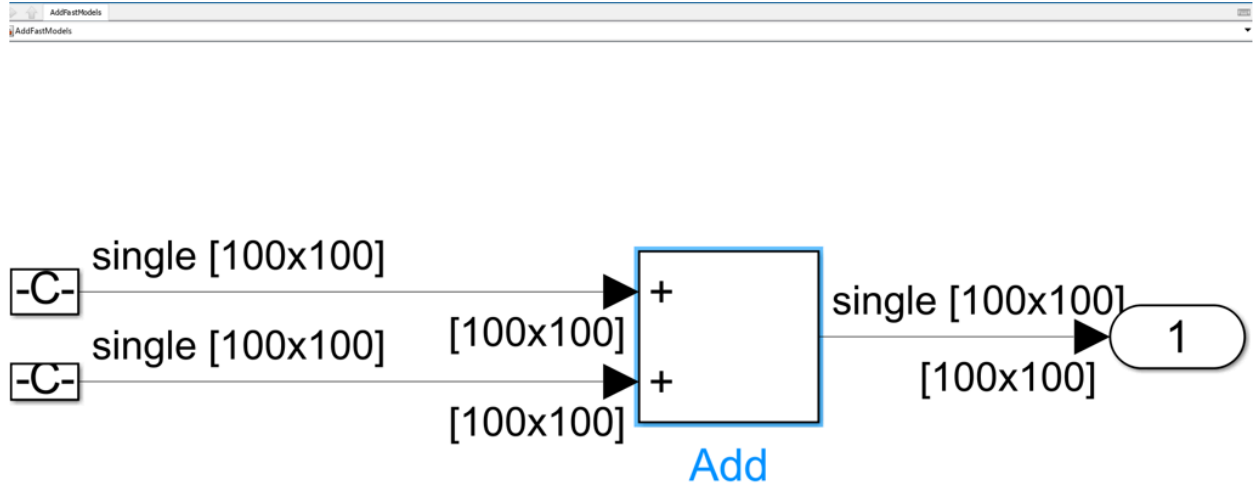 AddFastModels
AddFastModels
single [100x100]
-C-
+
[100x100]
single [100x100]
-C-
+
[100x100]
single [100x100]
1
[100x100]
Add